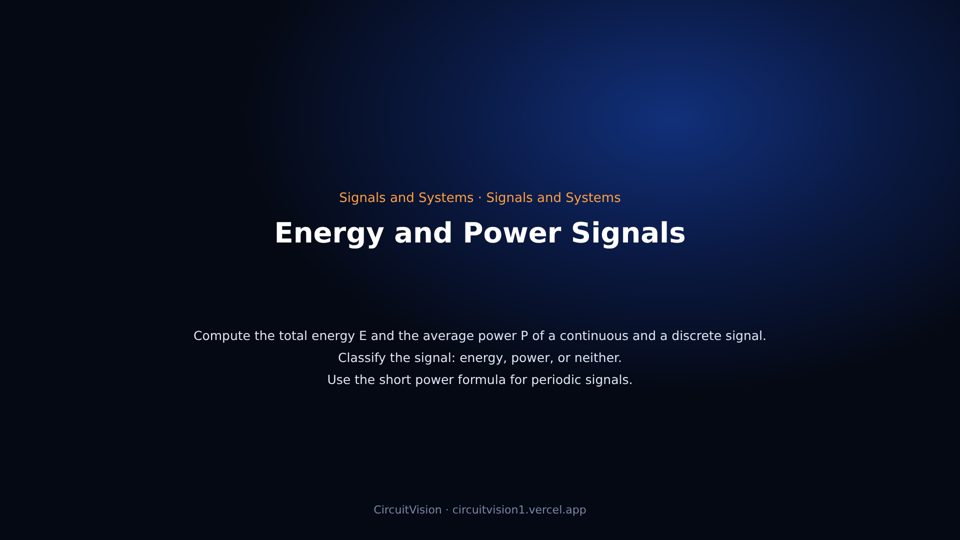 Signals and Systems · Signals and Systems
Energy and Power Signals
Compute the total energy E and the average power P of a continuous and a discrete signal.
Classify the signal: energy, power, or neither.
Use the short power formula for periodic signals.
CircuitVision · circuitvision1.vercel.app